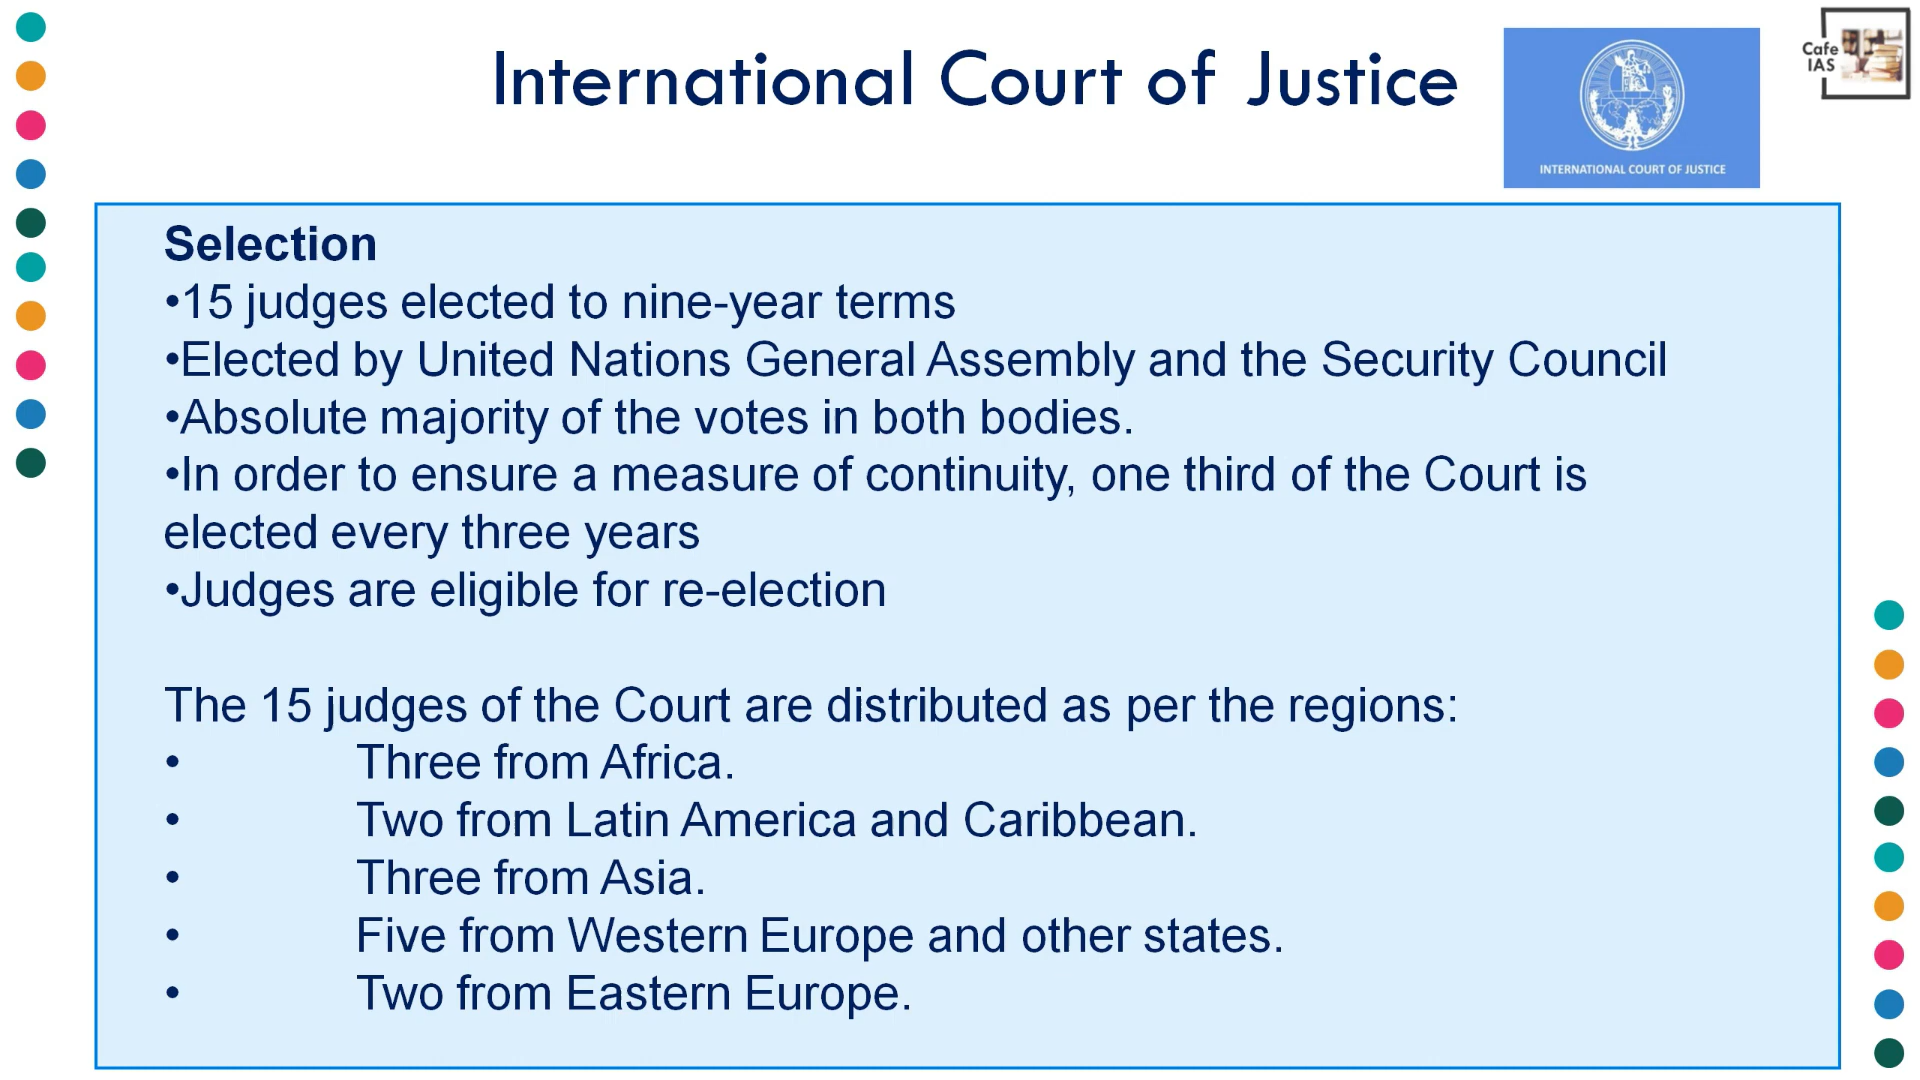 International Court of Justice
INTERNATIONAL COURT OF JUSTICE
Cafe
IAS
Selection
•15 judges elected to nine-year terms
•Elected by United Nations General Assembly and the Security Council
•Absolute majority of the votes in both bodies.
•In order to ensure a measure of continuity, one third of the Court is
elected every three years
•Judges are eligible for re-election
The 15 judges of the Court are distributed as per the regions:
• Three from Africa.
• Two from Latin America and Caribbean.
• Three from Asia.
• Five from Western Europe and other states.
• Two from Eastern Europe.